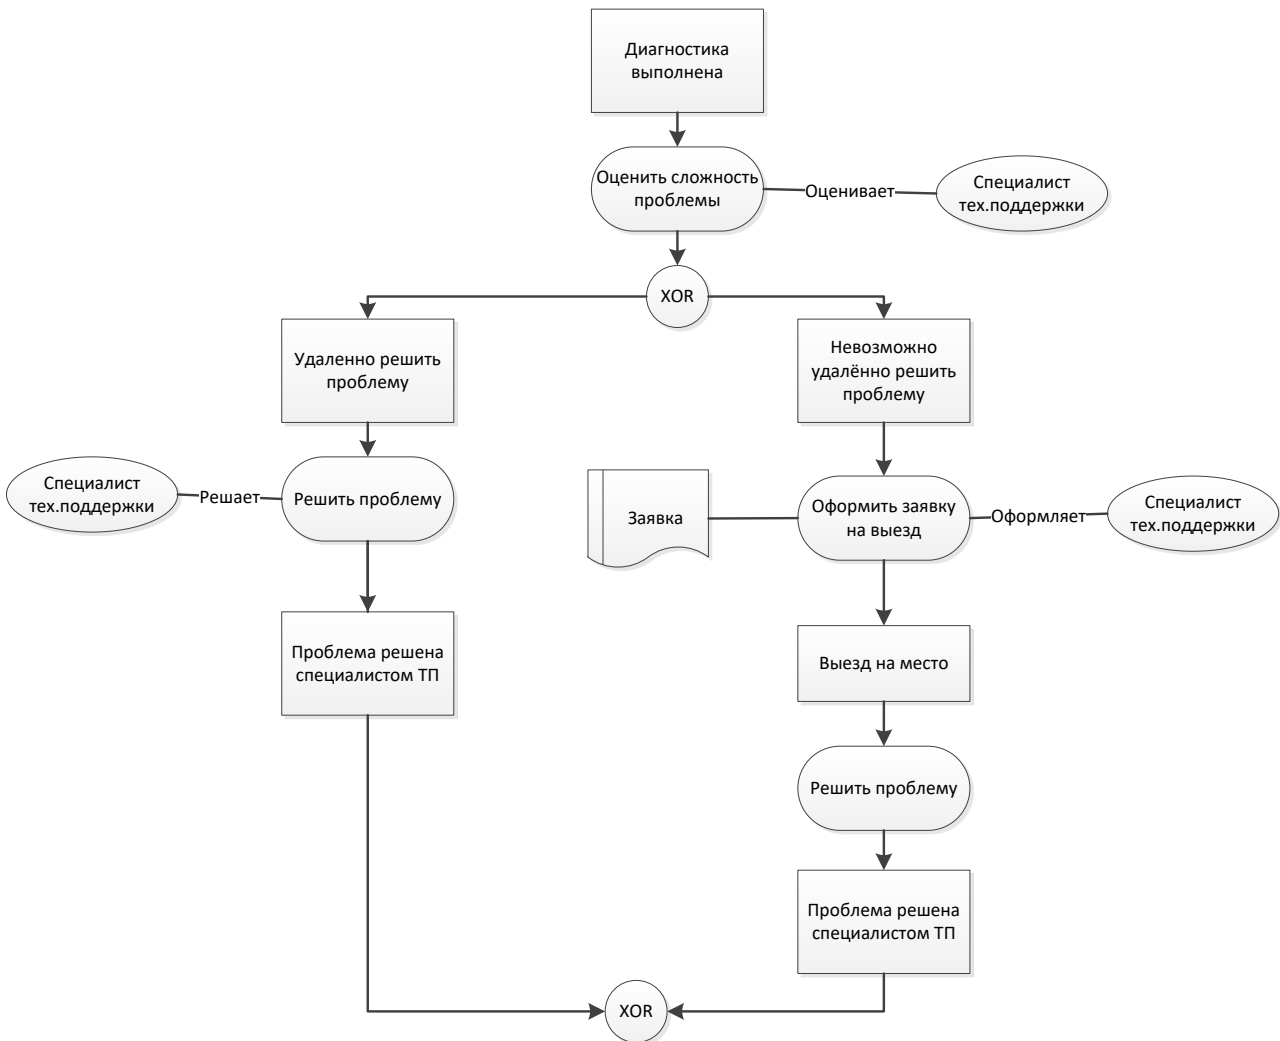 Диагностика
выполнена
Оценить сложность
проблемы
Оценивает
Специалист
тех.поддержки
XOR
Удаленно решить
проблему
Невозможно
удалённо решить
проблему
Специалист
тех.поддержки
Решает
Решить проблему
Заявка
Оформить заявку
на выезд
Оформляет
Специалист
тех.поддержки
Проблема решена
специалистом ТП
Выезд на место
Решить проблему
Проблема решена
специалистом ТП
XOR